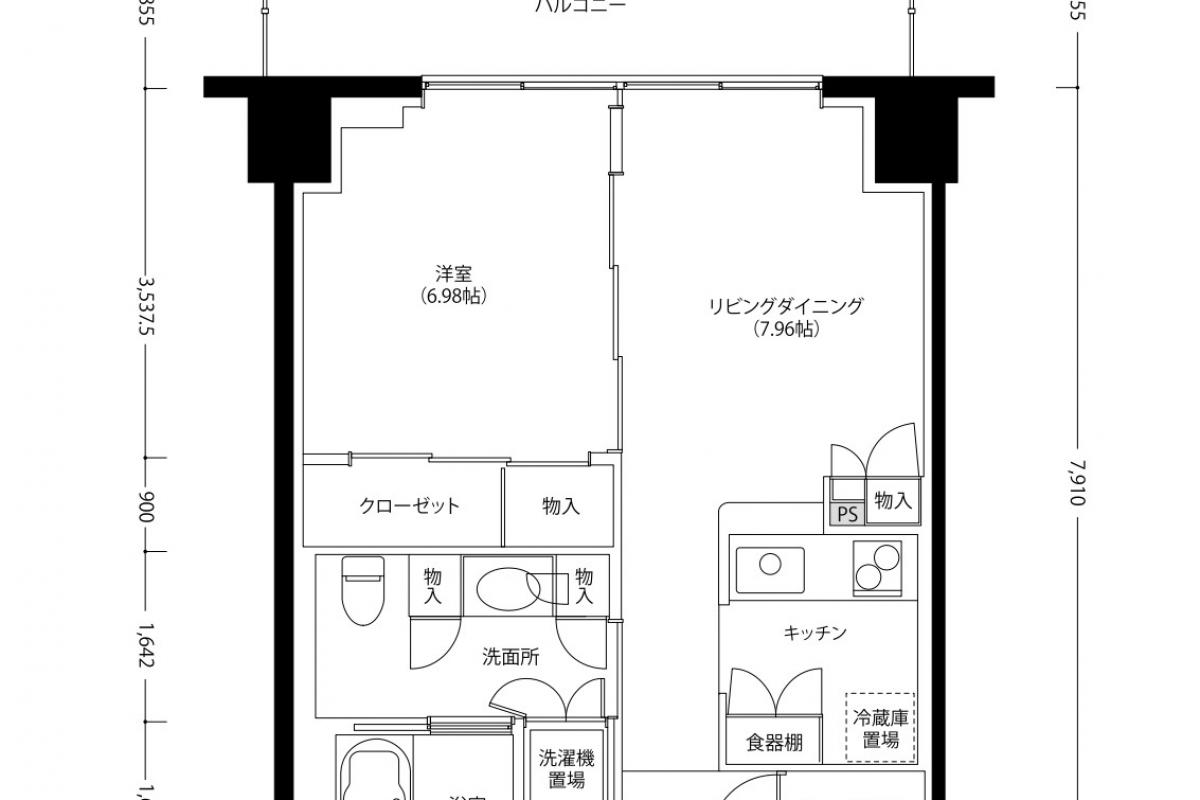 バルコニー
洋室
(6.98帖)
リビングダイニング
(7.96帖)
3,537.5
7,910
クローゼット
物入
PS
物入
900
物入
物入
キッチン
1,642
洗面所
食器棚
冷蔵庫
置場
洗濯機
置場
浴室